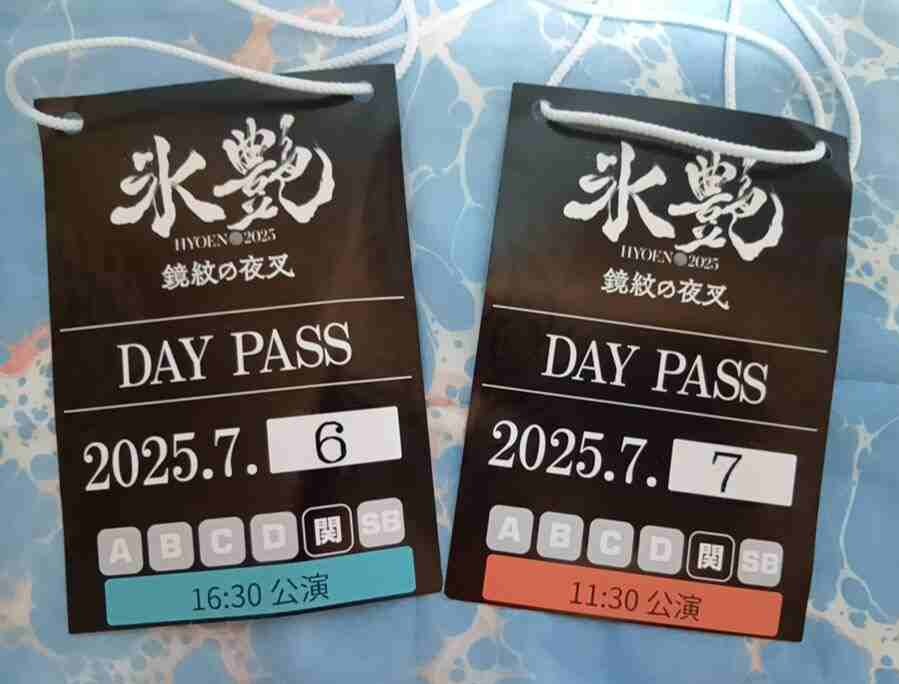 氷艶
HYOEN 2025
鏡紋の夜叉
DAY PASS
2025.7. 6
A B C D 関 SB
16:30 公演
氷艶
HYOEN 2025
鏡紋の夜叉
DAY PASS
2025.7. 7
A B C D 関 SB
11:30 公演